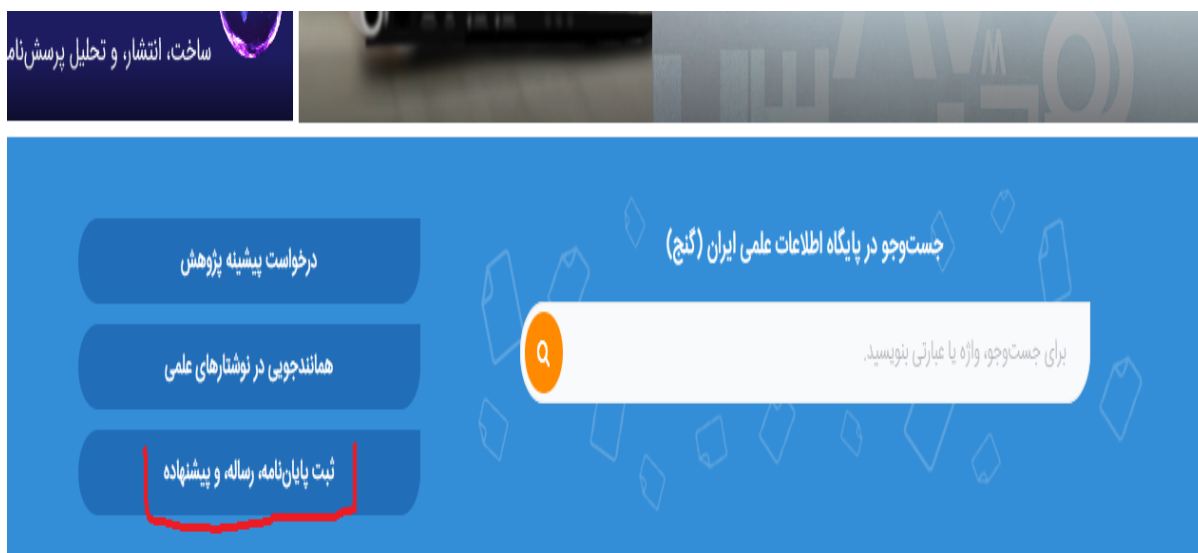 ساخت، انتشار، و تحلیل پرسش‌نام
جست‌وجو در پایگاه اطلاعات علمی ایران (گنج)
برای جست‌وجو، واژه یا عبارتی بنویسید.
درخواست پیشینه پژوهش
همانندجویی در نوشتارهای علمی
ثبت پایان‌نامه، رساله، و پیشنهاده